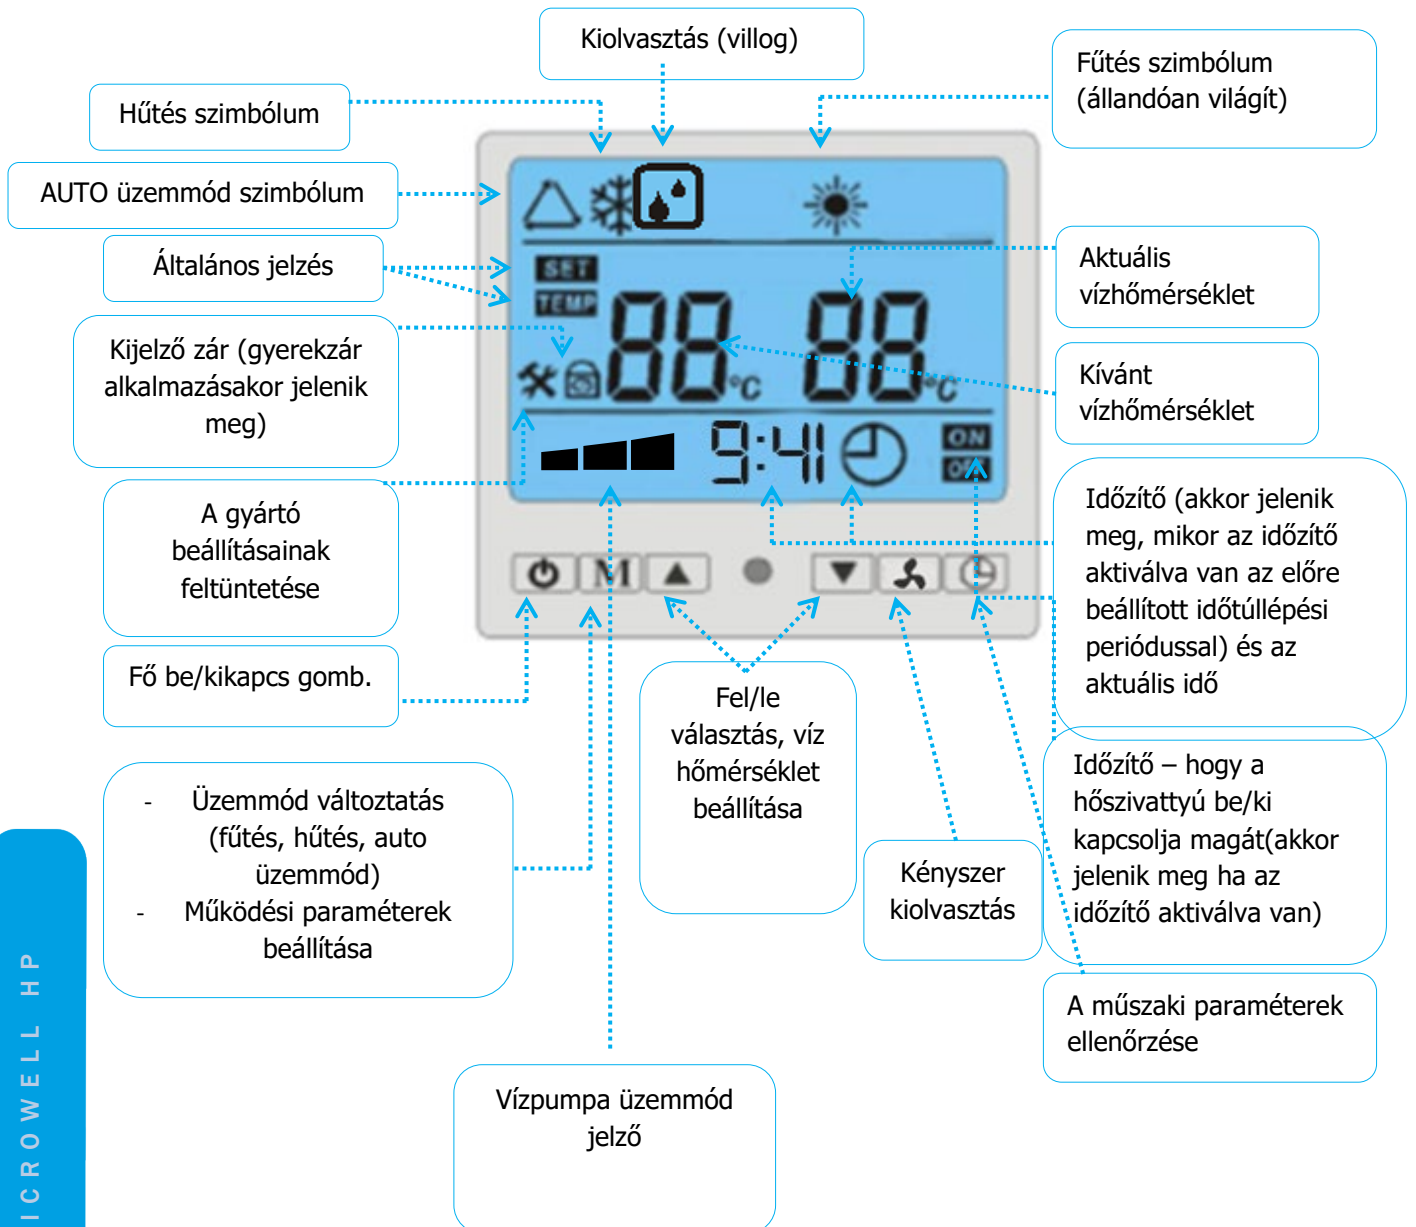 Kiolvasztás (villog)
Fűtés szimbólum
(állandóan világít)
Hűtés szimbólum
AUTO üzemmód szimbólum
Általános jelzés
Aktuális
vízhőmérséklet
Kijelző zár (gyerekzár
alkalmazásakor jelenik
meg)
Kívánt
vízhőmérséklet
SET
TEMP
88 °C 88 °C
9:41
ON
OFF
M
A gyártó
beállításainak
feltüntetése
Időzítő (akkor jelenik
meg, mikor az időzítő
aktiválva van az előre
beállított időtúllépési
periódussal) és az
aktuális idő
Fő be/kikapcs gomb.
Fel/le
választás, víz
hőmérséklet
beállítása
Időzítő – hogy a
hőszivattyú be/ki
kapcsolja magát(akkor
jelenik meg ha az
időzítő aktiválva van)
- Üzemmód változtatás
(fűtés, hűtés, auto
üzemmód)
- Működési paraméterek
beállítása
Kényszer
kiolvasztás
A műszaki paraméterek
ellenőrzése
Vízpumpa üzemmód
jelző
ICROWELL HP